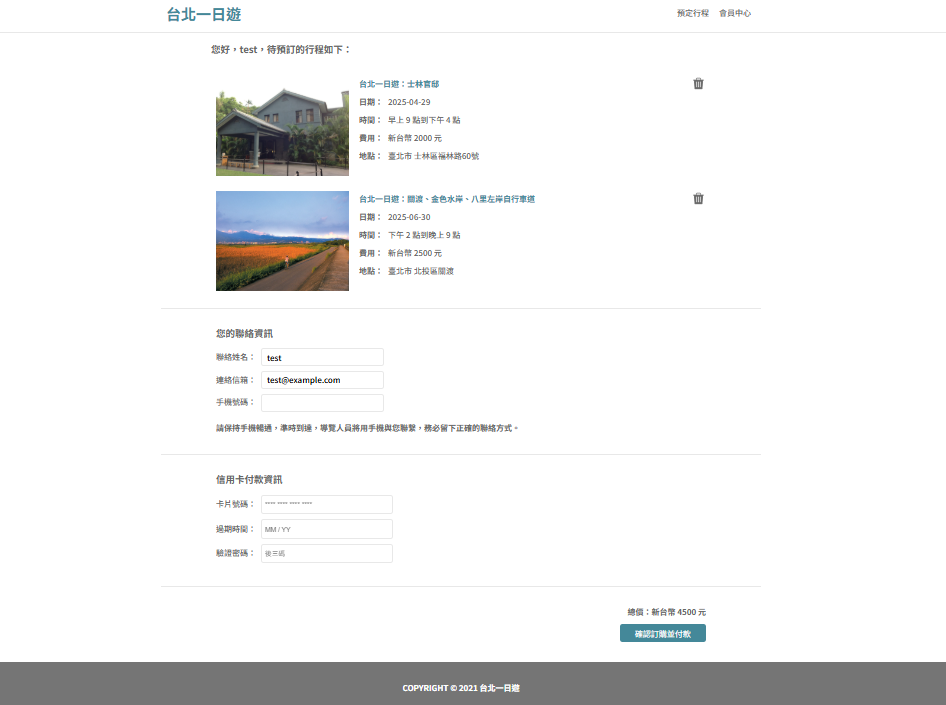 台北一日遊
預定行程 會員中心
您好，test，待預訂的行程如下：
台北一日遊：士林官邸
日期： 2025-04-29
時間： 早上 9 點到下午 4 點
費用： 新台幣 2000 元
地點： 臺北市 士林區福林路60號
台北一日遊：關渡、金色水岸、八里左岸自行車道
日期： 2025-06-30
時間： 下午 2 點到晚上 9 點
費用： 新台幣 2500 元
地點： 臺北市 北投區關渡
您的聯絡資訊
聯絡姓名： test
連絡信箱： test@example.com
手機號碼：
請保持手機暢通，準時到達，導覽人員將用手機與您聯繫，務必留下正確的聯絡方式。
信用卡付款資訊
卡片號碼： **** **** **** ****
過期時間： MM / YY
驗證密碼： 後三碼
總價：新台幣 4500 元
確認訂購並付款
COPYRIGHT © 2021 台北一日遊